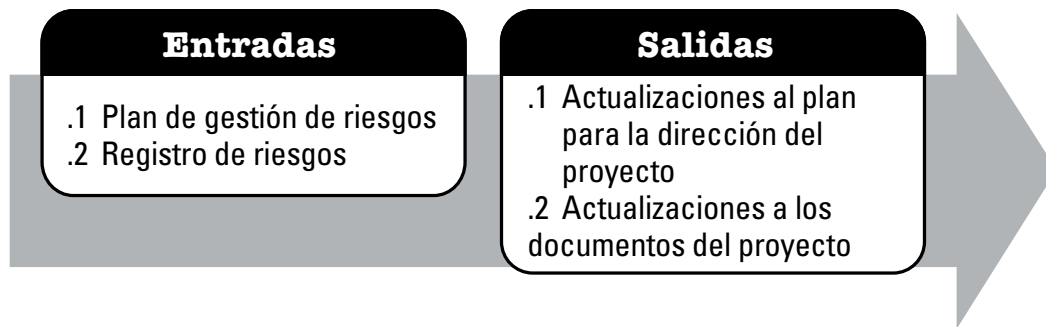 Entradas
.1 Plan de gestión de riesgos
.2 Registro de riesgos
Salidas
.1 Actualizaciones al plan
para la dirección del
proyecto
.2 Actualizaciones a los
documentos del proyecto